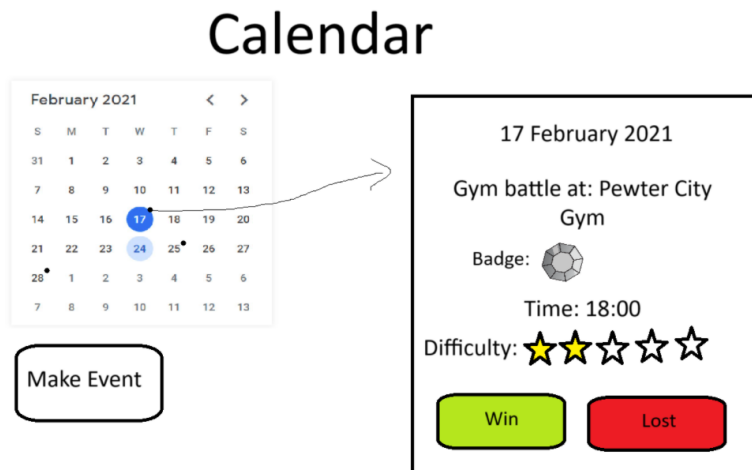 Calendar
February 2021 < >
S M T W T F S
31 1 2 3 4 5 6
7 8 9 10 11 12 13
14 15 16 17 18 19 20
21 22 23 24 25 26 27
28 1 2 3 4 5 6
7 8 9 10 11 12 13
Make Event
17 February 2021
Gym battle at: Pewter City
Gym
Badge:
Time: 18:00
Difficulty:
Win
Lost